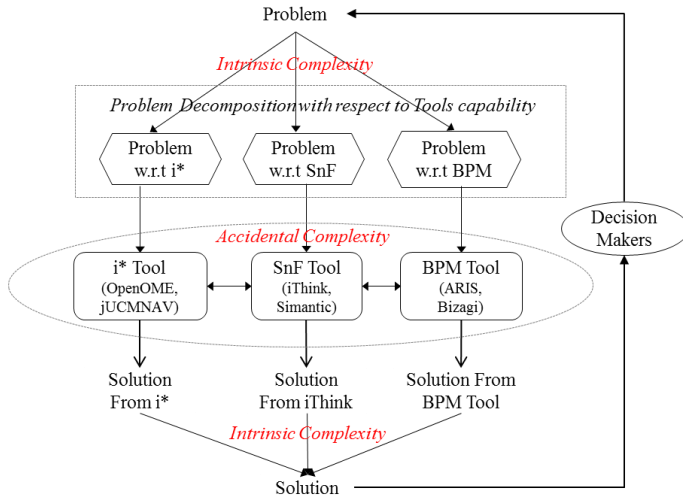 Problem
Intrinsic Complexity
Problem Decomposition with respect to Tools capability
Problem
w.r.t i*
Problem
w.r.t SnF
Problem
w.r.t BPM
Decision
Makers
Accidental Complexity
i* Tool
(OpenOME,
jUCMNAV)
SnF Tool
(iThink,
Simantic)
BPM Tool
(ARIS,
Bizagi)
Solution
From i*
Solution
From iThink
Solution From
BPM Tool
Intrinsic Complexity
Solution